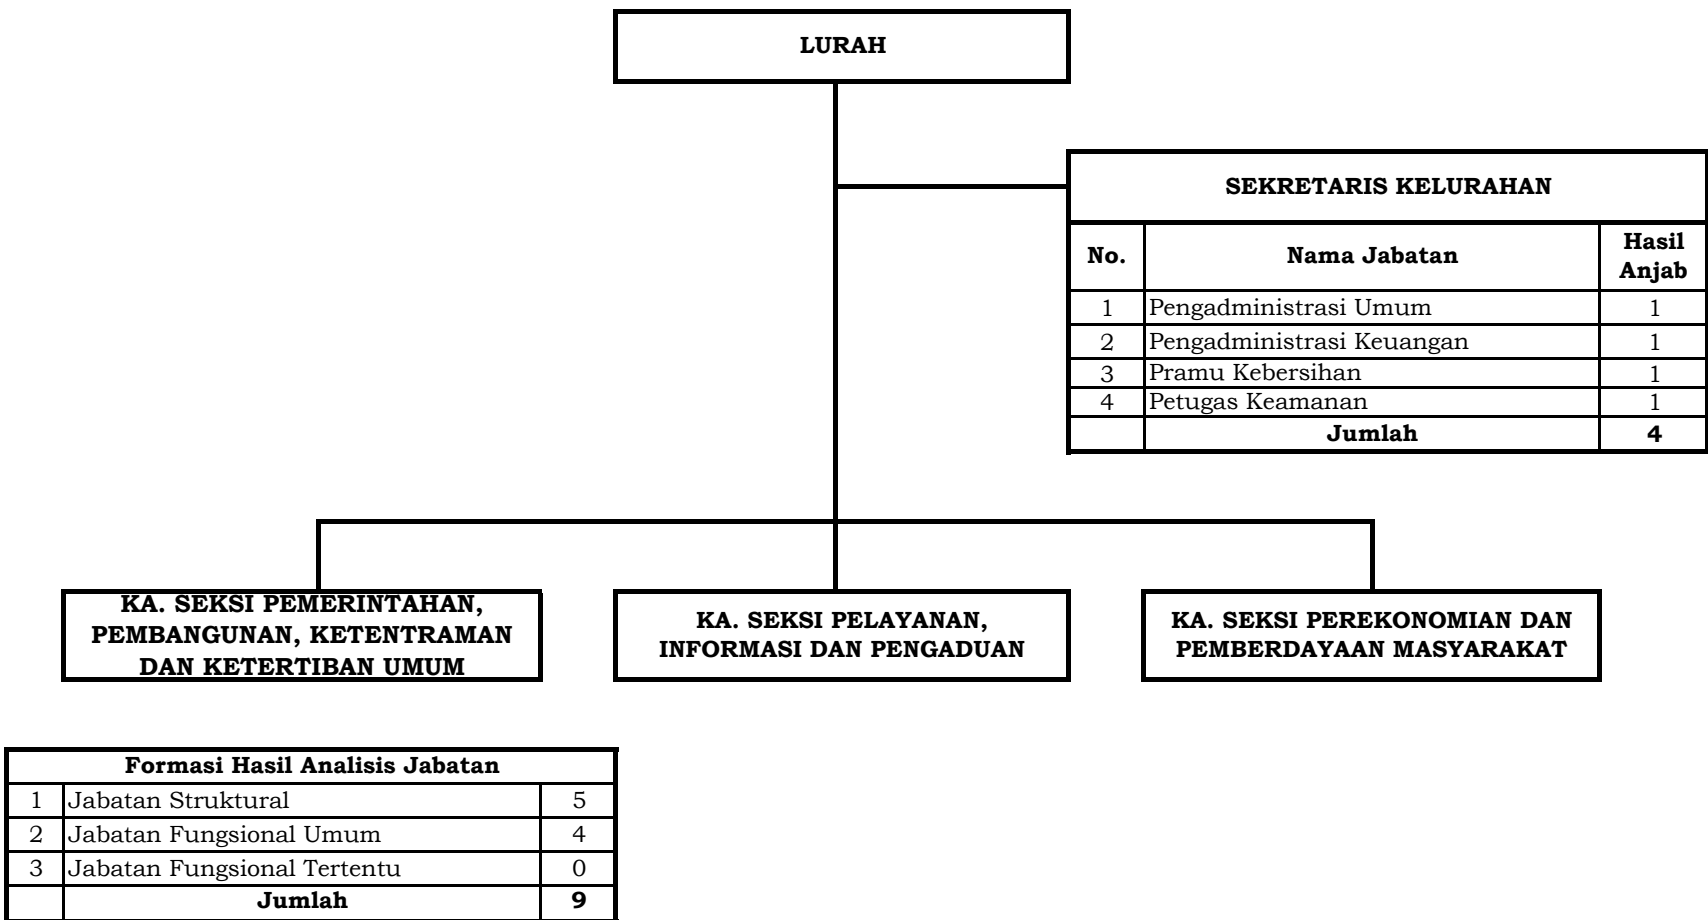 LURAH
SEKRETARIS KELURAHAN
No. Nama Jabatan Hasil Anjab
1 Pengadministrasi Umum 1
2 Pengadministrasi Keuangan 1
3 Pramu Kebersihan 1
4 Petugas Keamanan 1
Jumlah 4
KA. SEKSI PEMERINTAHAN,
PEMBANGUNAN, KETENTRAMAN
DAN KETERTIBAN UMUM
KA. SEKSI PELAYANAN,
INFORMASI DAN PENGADUAN
KA. SEKSI PEREKONOMIAN DAN
PEMBERDAYAAN MASYARAKAT
Formasi Hasil Analisis Jabatan
1 Jabatan Struktural 5
2 Jabatan Fungsional Umum 4
3 Jabatan Fungsional Tertentu 0
Jumlah 9